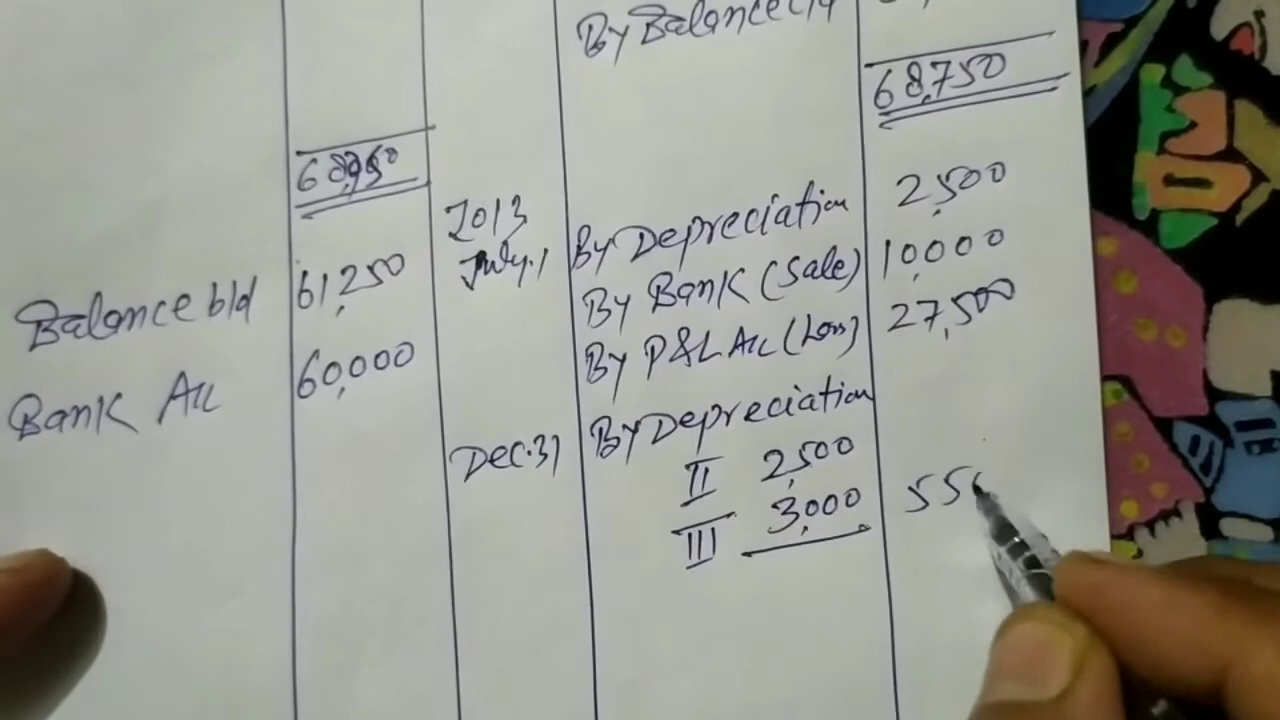 By Balance c/d
68,750
68,750
2013
July.1 By Depreciation 2,500
Balance b/d 61,250 By Bank (Sale) 10,000
Bank A/c 60,000 By P&L A/c (Loss) 27,500
Dec.31 By Depreciation
II 2,500
III 3,000 55